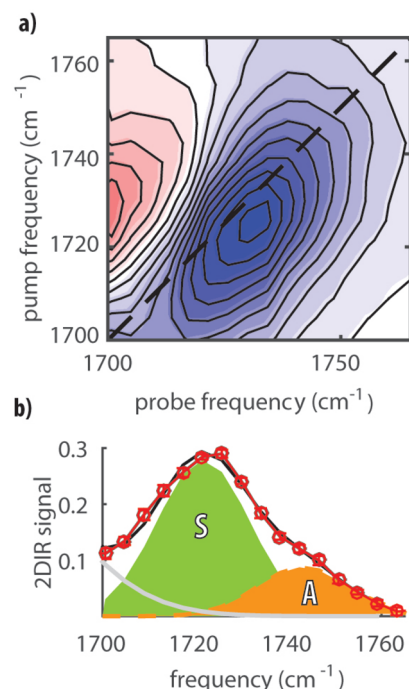 a)
1760
1740
1720
1700
pump frequency (cm⁻¹)
1700 1750
probe frequency (cm⁻¹)
b)
0.3
0.2
0.1
2DIR signal
S
A
1700 1720 1740 1760
frequency (cm⁻¹)